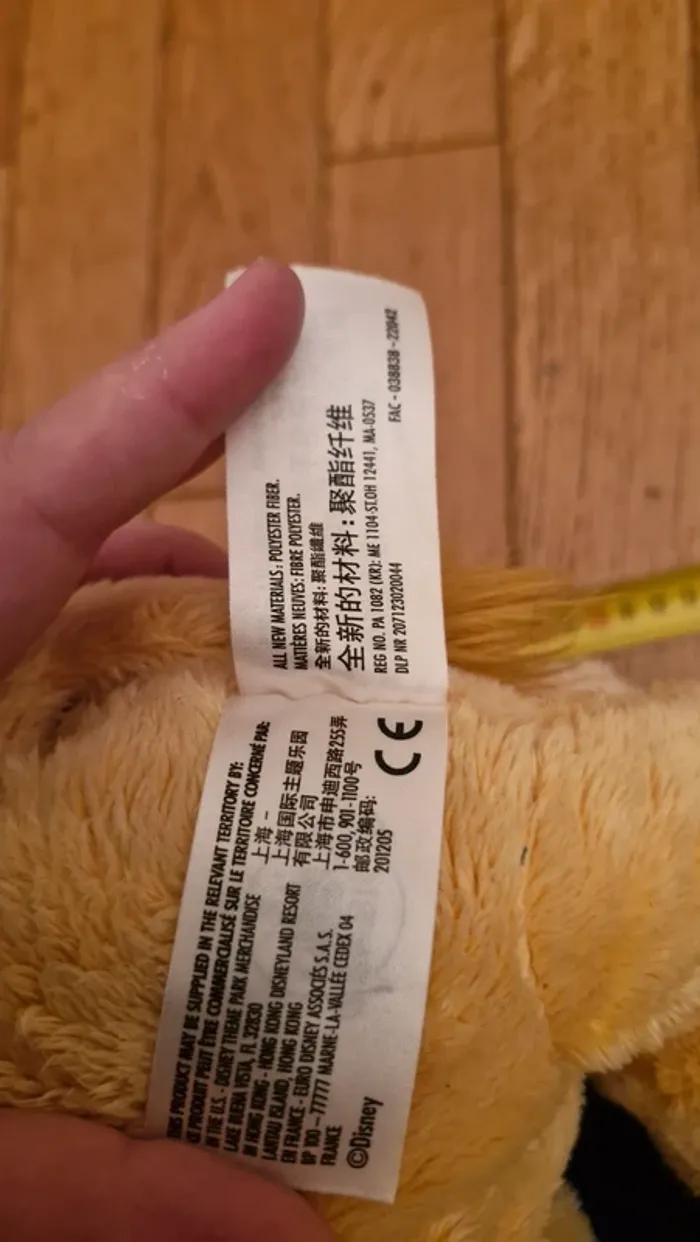 ALL NEW MATERIALS: POLYESTER FIBER.
MATIÈRES NEUVES: FIBRE POLYESTER.
全新的材料: 聚酯纖維
全新的材料: 聚酯纤维
REG NO. PA 1082 (KR): ME 1104-ST.OH 12441, MA-0537
DLP NR 207123020044
FAC - 038838 - 22042
THIS PRODUCT MAY BE SUPPLIED IN THE RELEVANT TERRITORY BY:
CE PRODUIT PEUT ÊTRE COMMERCIALISÉ SUR LE TERRITOIRE CONCERNÉ PAR:
IN THE U.S. - DISNEY THEME PARK MERCHANDISE
LAKE BUENA VISTA, FL 32830
IN HONG KONG - HONG KONG DISNEYLAND RESORT
LANTAU ISLAND, HONG KONG
EN FRANCE - EURO DISNEY ASSOCIÉS S.A.S.
BP 100 - 77777 MARNE-LA-VALLÉE CEDEX 04
FRANCE
©Disney
上海 -
上海国际主题乐园
有限公司
上海市申迪西路255弄
1-600,901-1100号
邮政编码:
201205
CE